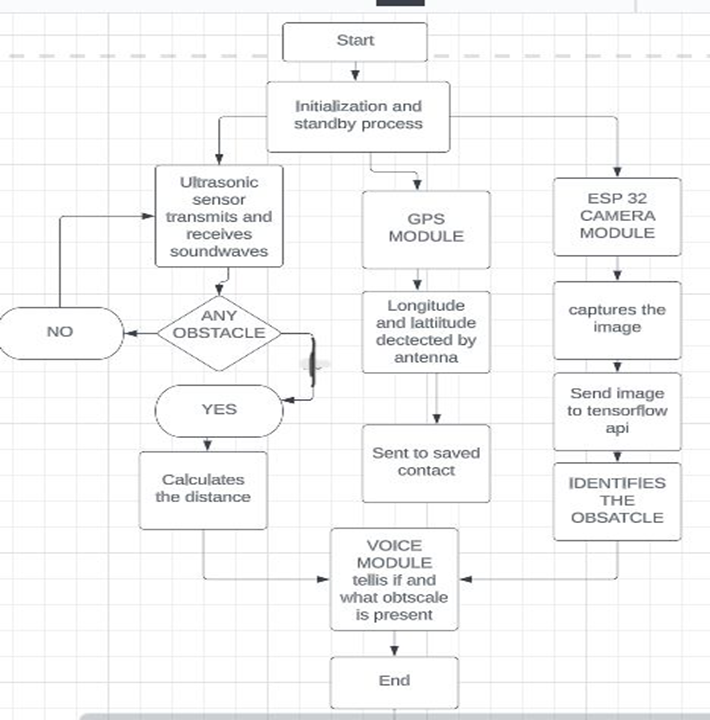 Start
Initialization and
standby process
Ultrasonic
sensor
transmits and
receives
soundwaves
GPS
MODULE
ESP 32
CAMERA
MODULE
NO
ANY
OBSTACLE
Longitude
and lattiitude
dectected by
antenna
captures the
image
YES
Send image
to tensorflow
api
Calculates
the distance
Sent to saved
contact
IDENTIFIES
THE
OBSATCLE
VOICE
MODULE
tellis if and
what obtscale
is present
End